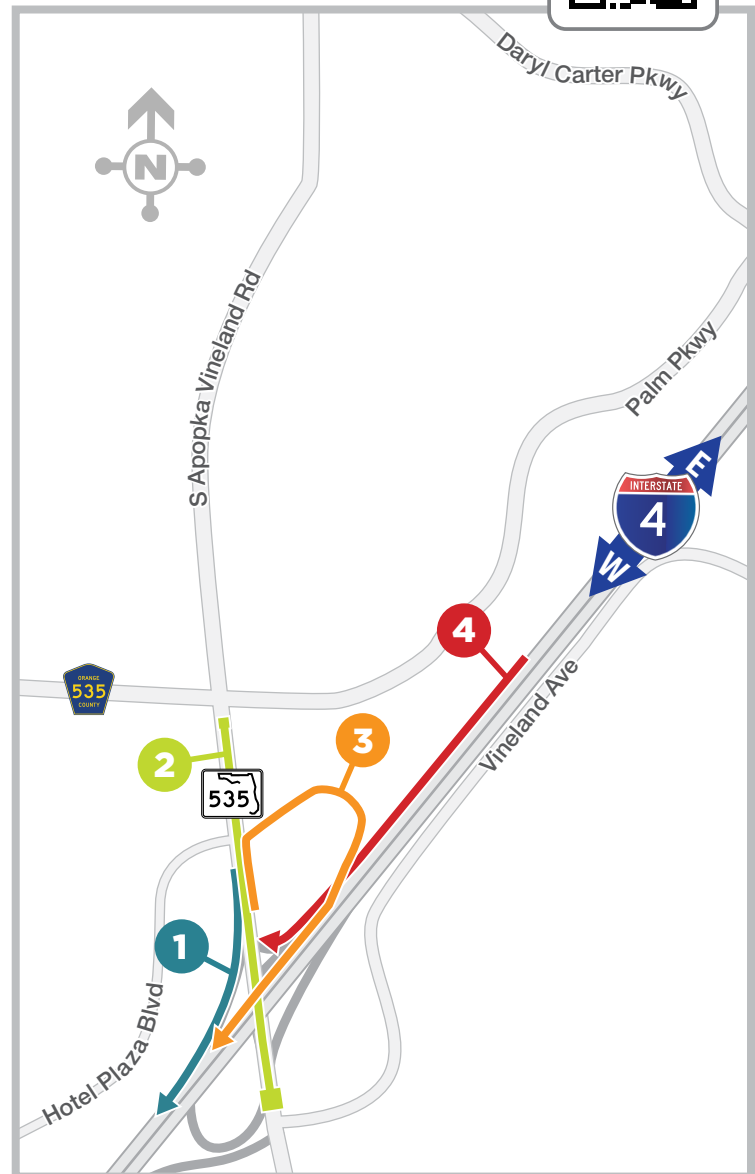 Daryl Carter Pkwy
N
S Apopka Vineland Rd
Palm Pkwy
E
INTERSTATE
4
W
4
Vineland Ave
ORANGE
535
COUNTY
2
3
535
1
Hotel Plaza Blvd